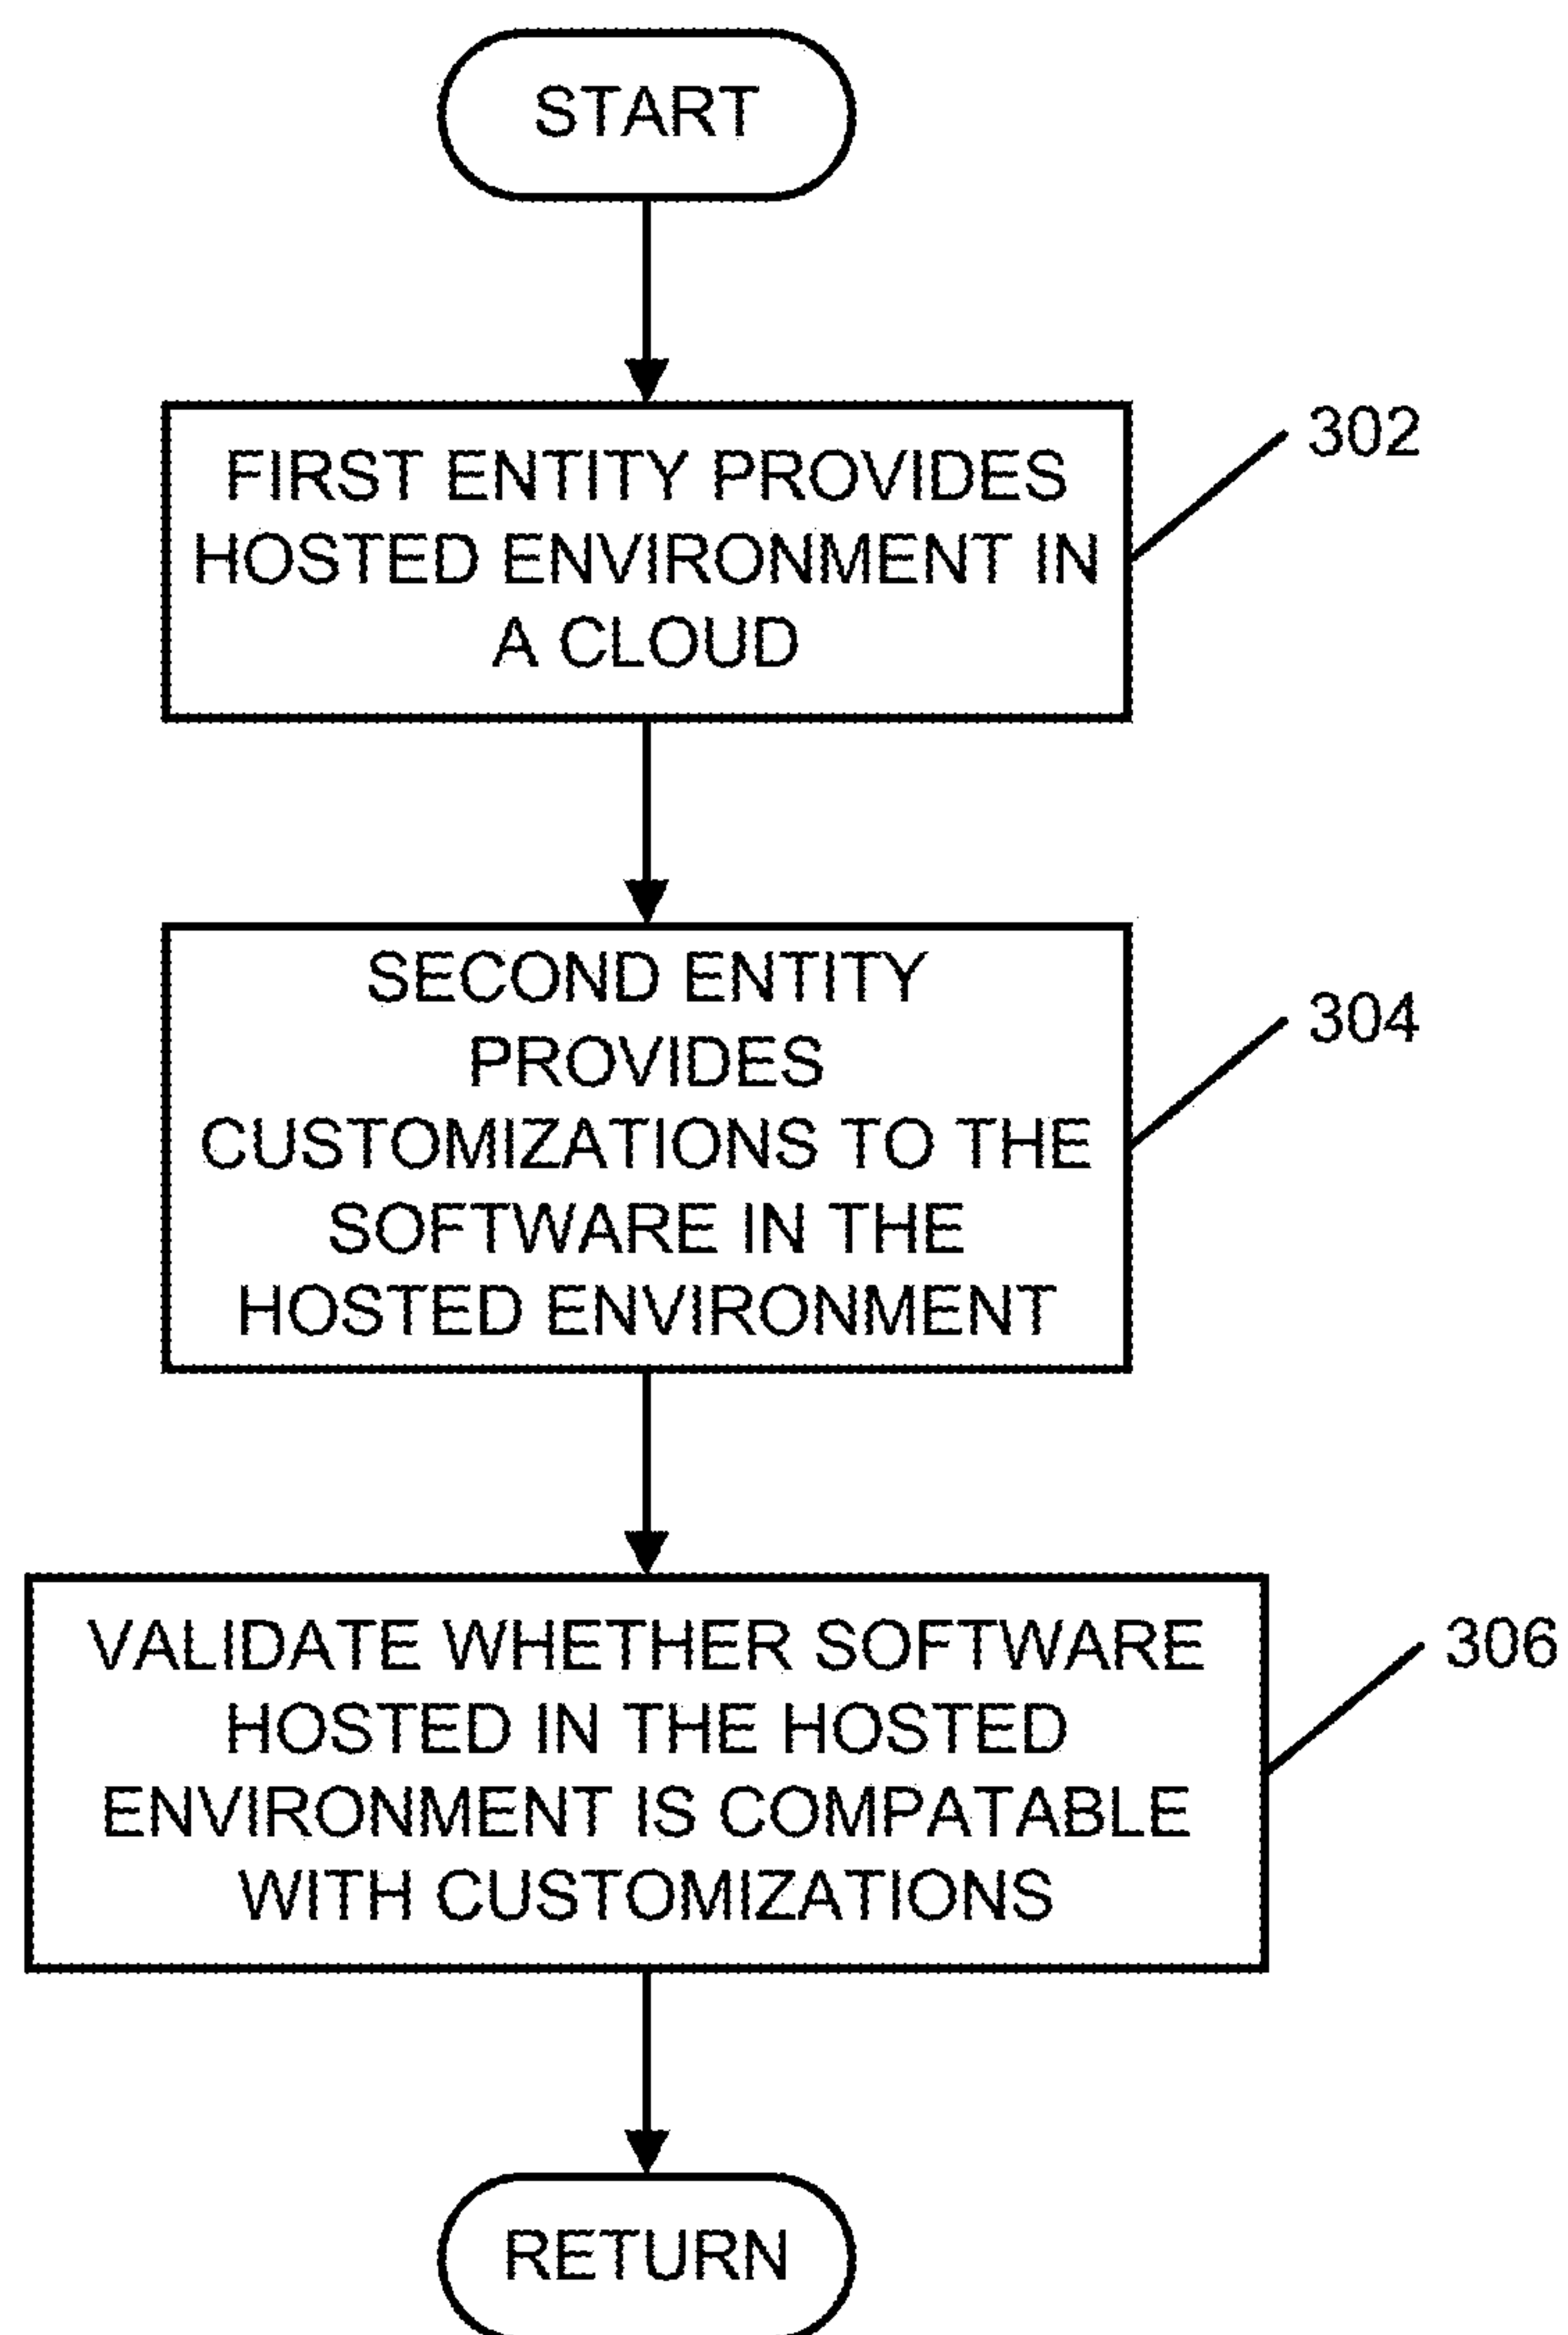 START
FIRST ENTITY PROVIDES
HOSTED ENVIRONMENT IN
A CLOUD
302
SECOND ENTITY
PROVIDES
CUSTOMIZATIONS TO THE
SOFTWARE IN THE
HOSTED ENVIRONMENT
304
VALIDATE WHETHER SOFTWARE
HOSTED IN THE HOSTED
ENVIRONMENT IS COMPATABLE
WITH CUSTOMIZATIONS
306
RETURN